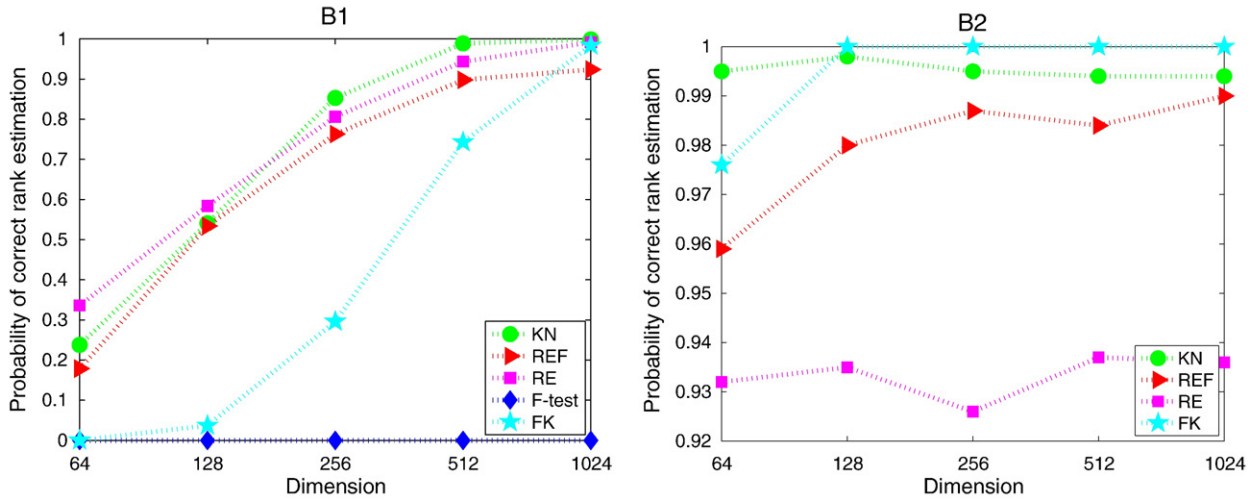 B1
Probability of correct rank estimation
1
0.9
0.8
0.7
0.6
0.5
0.4
0.3
0.2
0.1
0
64 128 256 512 1024
Dimension
KN
REF
RE
F-test
FK
B2
Probability of correct rank estimation
1
0.99
0.98
0.97
0.96
0.95
0.94
0.93
0.92
64 128 256 512 1024
Dimension
KN
REF
RE
FK